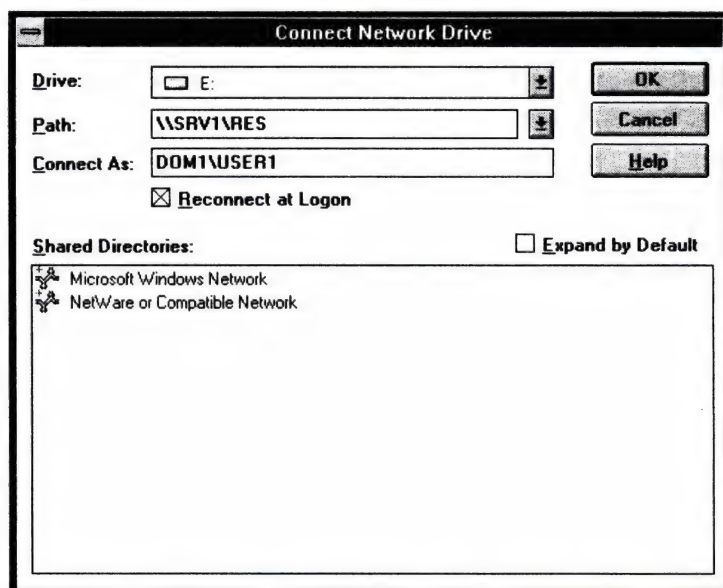 Connect Network Drive
Drive: E:
OK
Path: \\SRV1\RES
Cancel
Connect As: DOM1\USER1
Help
Reconnect at Logon
Shared Directories:
Expand by Default
Microsoft Windows Network
NetWare or Compatible Network